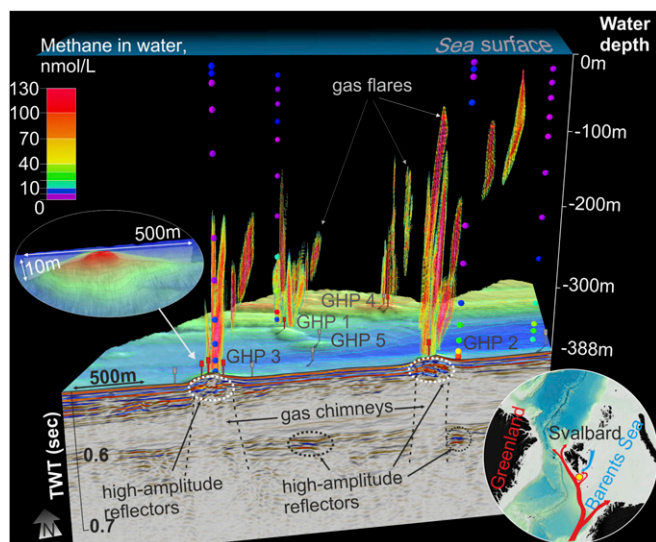 Methane in water,
nmol/L
130
100
70
40
20
10
0
Sea surface
Water
depth
0m
-100m
-200m
-300m
-388m
gas flares
500m
10m
GHP 4
GHP 1
GHP 5
GHP 3
GHP 2
500m
TWT (sec)
0.6
0.7
gas chimneys
high-amplitude
reflectors
high-amplitude
reflectors
N
Greenland
Svalbard
Barents Sea